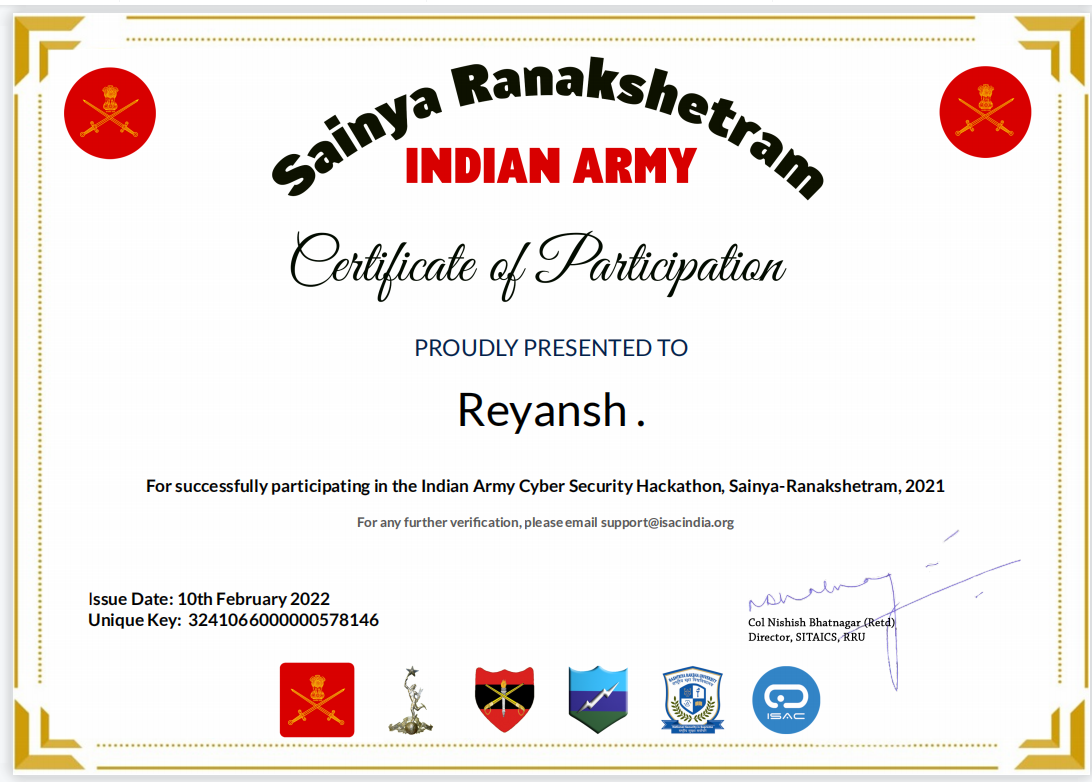 Sainya Ranakshetram
INDIAN ARMY
Certificate of Participation
PROUDLY PRESENTED TO
Reyansh .
For successfully participating in the Indian Army Cyber Security Hackathon, Sainya-Ranakshetram, 2021
For any further verification, please email support@isacindia.org
Issue Date: 10th February 2022
Unique Key: 3241066000000578146
Col Nishish Bhatnagar (Retd)
Director, SITAICS, RRU
ISAC